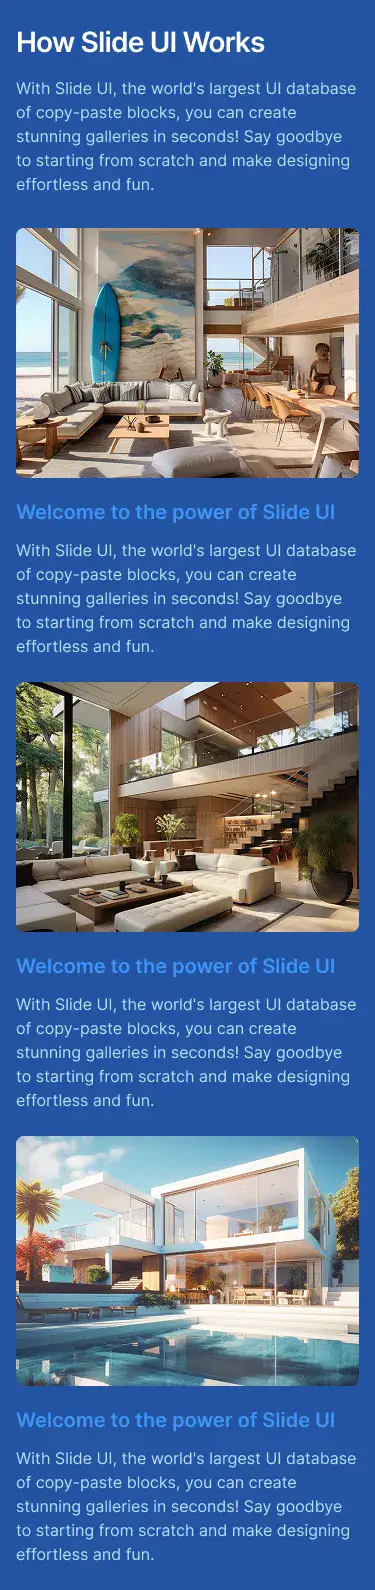 How Slide UI Works
With Slide UI, the world's largest UI database
of copy-paste blocks, you can create
stunning galleries in seconds! Say goodbye
to starting from scratch and make designing
effortless and fun.
Welcome to the power of Slide UI
With Slide UI, the world's largest UI database
of copy-paste blocks, you can create
stunning galleries in seconds! Say goodbye
to starting from scratch and make designing
effortless and fun.
Welcome to the power of Slide UI
With Slide UI, the world's largest UI database
of copy-paste blocks, you can create
stunning galleries in seconds! Say goodbye
to starting from scratch and make designing
effortless and fun.
Welcome to the power of Slide UI
With Slide UI, the world's largest UI database
of copy-paste blocks, you can create
stunning galleries in seconds! Say goodbye
to starting from scratch and make designing
effortless and fun.